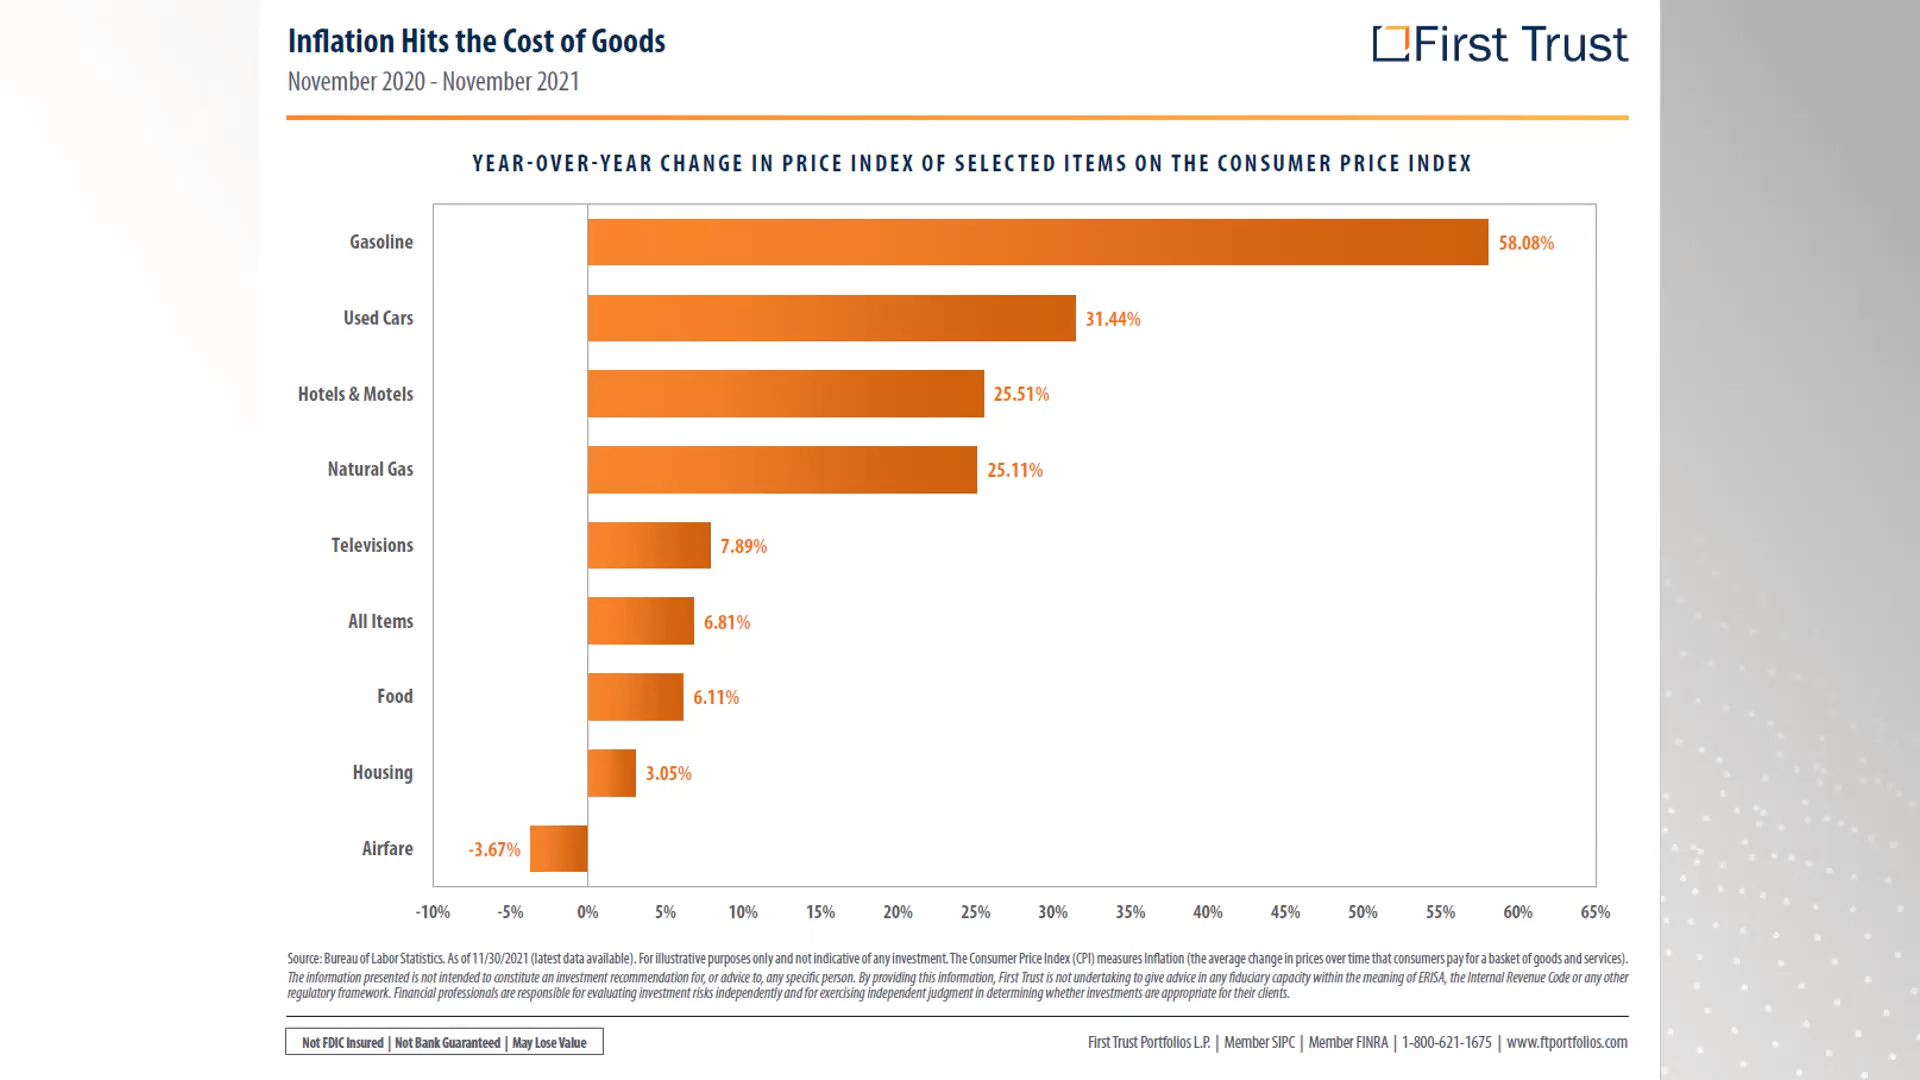 Inflation Hits the Cost of Goods
First Trust
November 2020 - November 2021
YEAR-OVER-YEAR CHANGE IN PRICE INDEX OF SELECTED ITEMS ON THE CONSUMER PRICE INDEX
Gasoline 58.08%
Used Cars 31.44%
Hotels & Motels 25.51%
Natural Gas 25.11%
Televisions 7.89%
All Items 6.81%
Food 6.11%
Housing 3.05%
Airfare -3.67%
-10% -5% 0% 5% 10% 15% 20% 25% 30% 35% 40% 45% 50% 55% 60% 65%
Source: Bureau of Labor Statistics. As of 11/30/2021 (latest data available). For illustrative purposes only and not indicative of any investment. The Consumer Price Index (CPI) measures Inflation (the average change in prices over time that consumers pay for a basket of goods and services).
The information presented is not intended to constitute an investment recommendation for, or advice to, any specific person. By providing this information, First Trust is not undertaking to give advice in any fiduciary capacity within the meaning of ERISA, the Internal Revenue Code or any other
regulatory framework. Financial professionals are responsible for evaluating investment risks independently and for exercising independent judgment in determining whether investments are appropriate for their clients.
Not FDIC Insured | Not Bank Guaranteed | May Lose Value
First Trust Portfolios L.P. | Member SIPC | Member FINRA | 1-800-621-1675 | www.ftportfolios.com